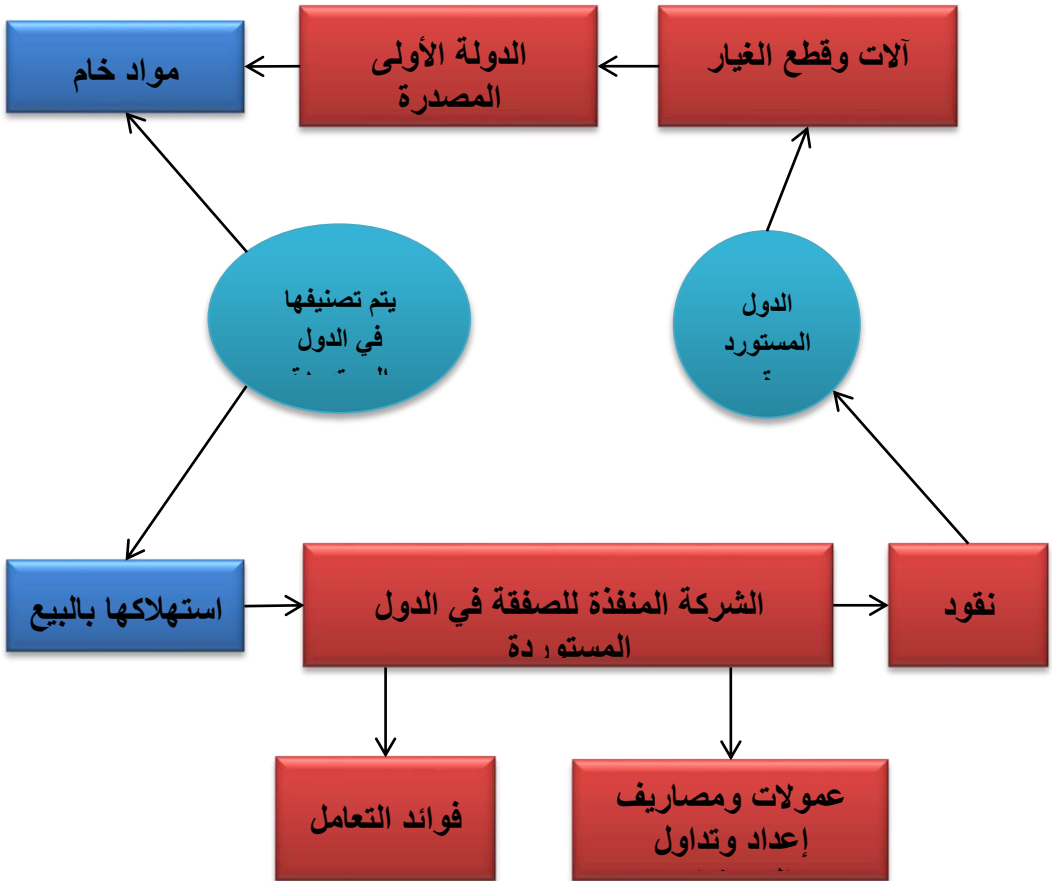 آلات وقطع الغيار
الدولة الأولى
المصدرة
مواد خام
يتم تصنيفها
في الدول
الدول
المستورد
ة
استهلاكها بالبيع
الشركة المنفذة للصفقة في الدول
المستوردة
نقود
فوائد التعامل
عمولات ومصاريف
إعداد وتداول